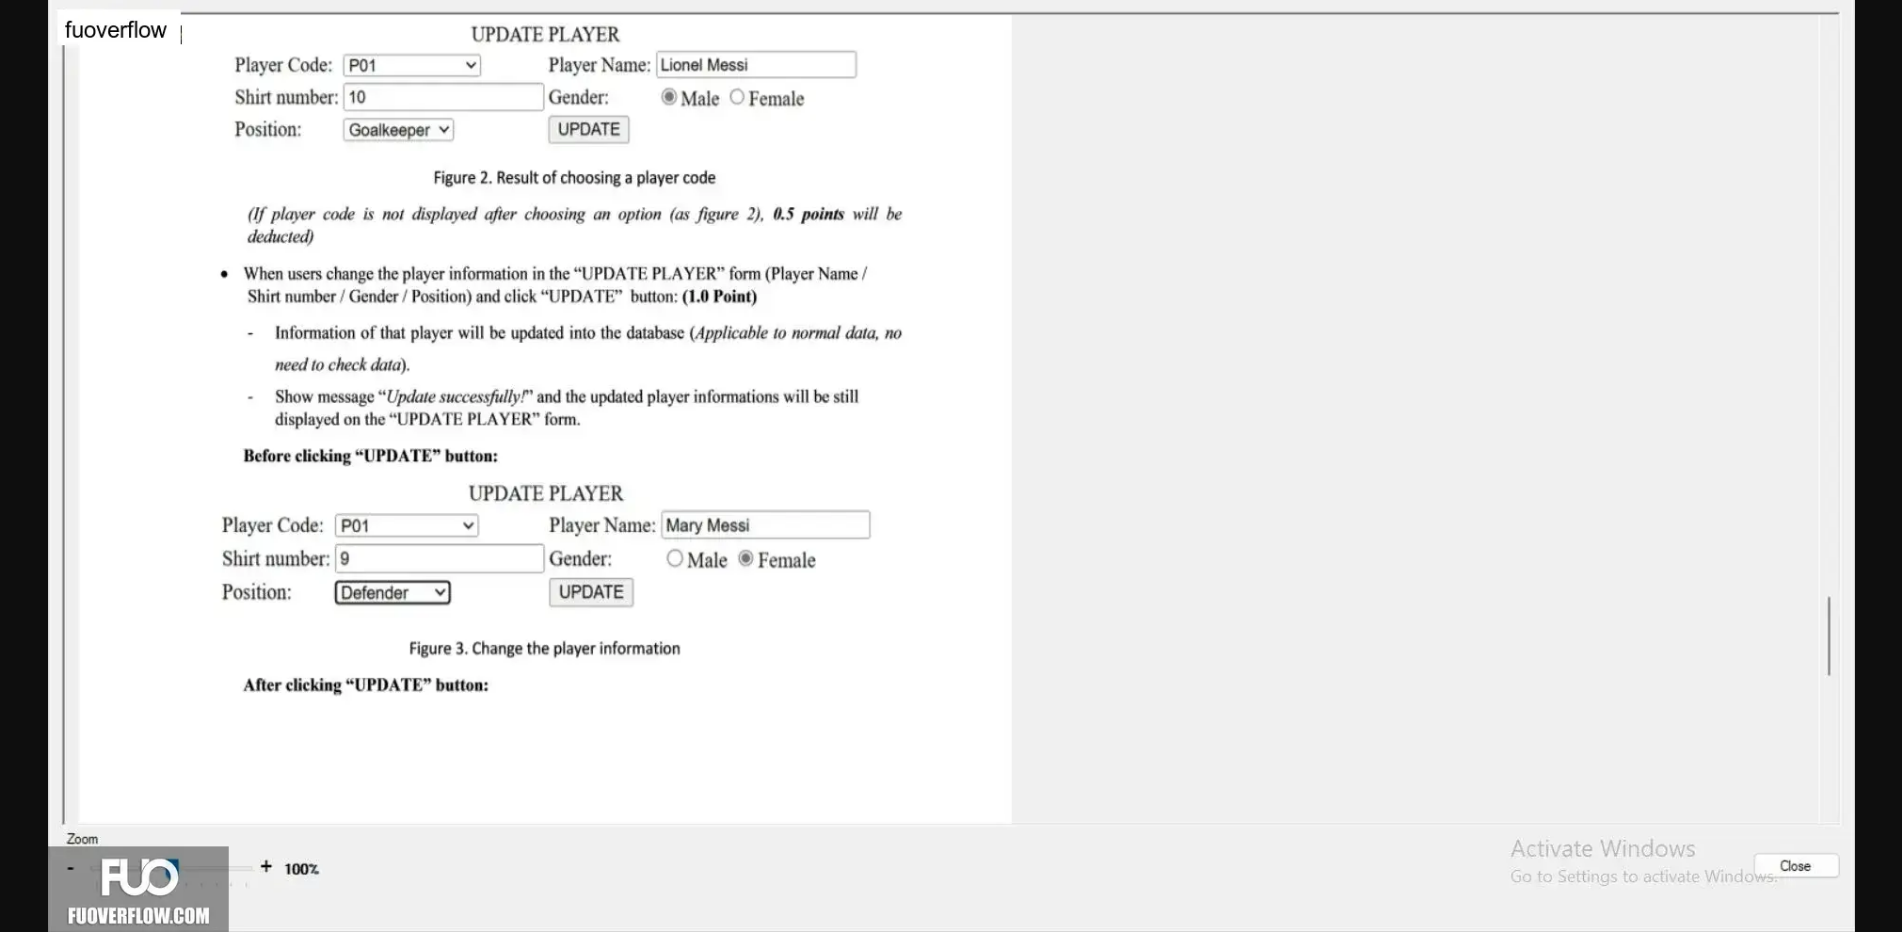 fuoverflow
UPDATE PLAYER
Player Code: P01 Player Name: Lionel Messi
Shirt number: 10 Gender: Male Female
Position: Goalkeeper UPDATE
Figure 2. Result of choosing a player code
(If player code is not displayed after choosing an option (as figure 2), 0.5 points will be
deducted)
• When users change the player information in the “UPDATE PLAYER” form (Player Name /
Shirt number / Gender / Position) and click “UPDATE” button: (1.0 Point)
- Information of that player will be updated into the database (Applicable to normal data, no
need to check data).
- Show message “Update successfully!” and the updated player informations will be still
displayed on the “UPDATE PLAYER” form.
Before clicking “UPDATE” button:
UPDATE PLAYER
Player Code: P01 Player Name: Mary Messi
Shirt number: 9 Gender: Male Female
Position: Defender UPDATE
Figure 3. Change the player information
After clicking “UPDATE” button:
Zoom
- + 100%
FUO
FUOVERFLOW.COM
Activate Windows
Go to Settings to activate Windows.
Close